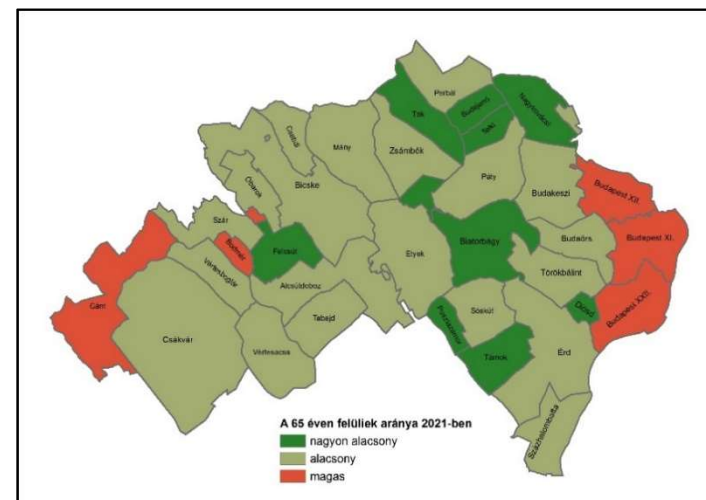 Perbál
Tök
Budajenő
Telki
Nagykovácsi
Zsámbék
Mány
Csabdi
Bicske
Óbarok
Szár
Bodmér
Felcsút
Vértesboglár
Alcsútdoboz
Tabajd
Vértesacsa
Csákvár
Gánt
Etyek
Páty
Budakeszi
Budapest XII.
Budaörs
Budapest XI.
Biatorbágy
Törökbálint
Budapest XXII.
Diósd
Sóskút
Pusztazámor
Tárnok
Érd
Százhalombatta
A 65 éven felüliek aránya 2021-ben
nagyon alacsony
alacsony
magas